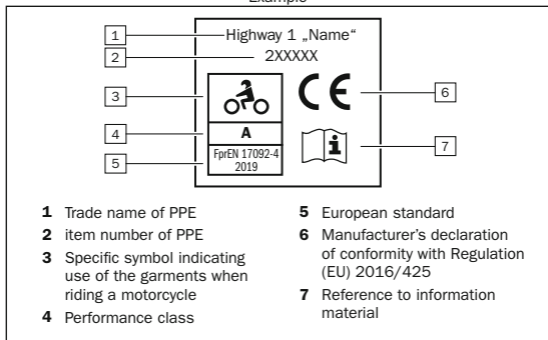 Example
1
Highway 1 „Name“
2
2XXXXX
3
CE
6
4
A
i
7
5
FprEN 17092-4
2019
1 Trade name of PPE
2 item number of PPE
3 Specific symbol indicating
use of the garments when
riding a motorcycle
4 Performance class
5 European standard
6 Manufacturer’s declaration
of conformity with Regulation
(EU) 2016/425
7 Reference to information
material